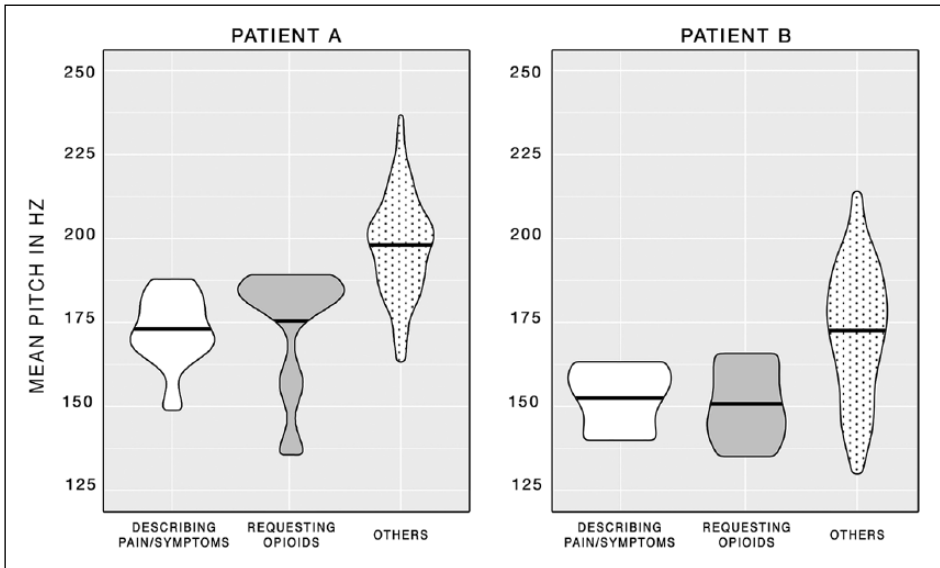 PATIENT A
MEAN PITCH IN HZ
250
225
200
175
150
125
DESCRIBING
PAIN/SYMPTOMS
REQUESTING
OPIOIDS
OTHERS
PATIENT B
250
225
200
175
150
125
DESCRIBING
PAIN/SYMPTOMS
REQUESTING
OPIOIDS
OTHERS